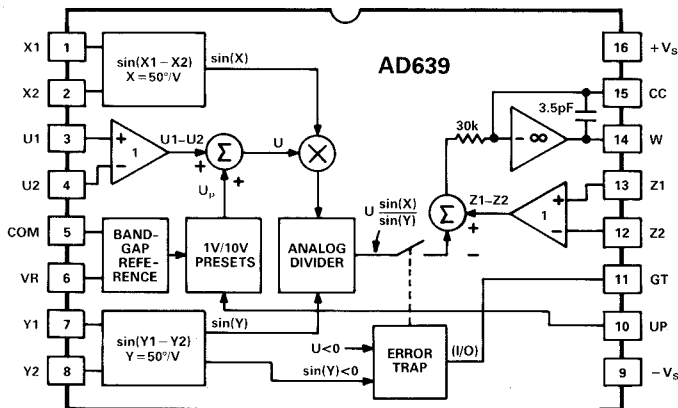 AD639
X1
1
X2
2
U1
3
U2
4
COM
5
VR
6
Y1
7
Y2
8
sin(X1 – X2)
X = 50°/V
sin(X)
+
–
1
U1–U2
+
Σ
U
×
Up
+
BAND-
GAP
REFE-
RENCE
1V/10V
PRESETS
ANALOG
DIVIDER
sin(Y1 – Y2)
Y = 50°/V
sin(Y)
U<0
sin(Y)<0
ERROR
TRAP
(I/O)
U sin(X)
sin(Y)
Σ
+
–
Z1–Z2
30k
– ∞
3.5pF
1
+
–
16
+VS
15
CC
14
W
13
Z1
12
Z2
11
GT
10
UP
9
–VS